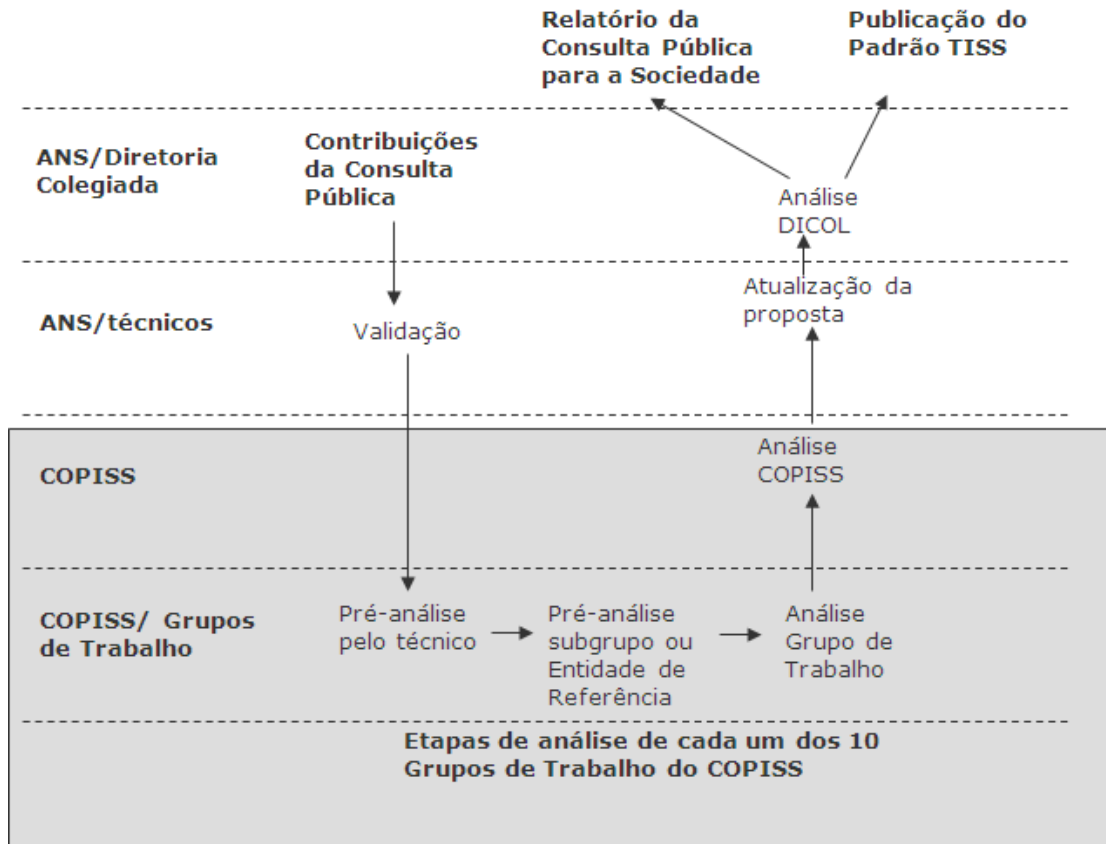 Relatório da
Consulta Pública
para a Sociedade
Publicação do
Padrão TISS
ANS/Diretoria
Colegiada
Contribuições
da Consulta
Pública
Análise
DICOL
ANS/técnicos
Validação
Atualização da
proposta
COPISS
Análise
COPISS
COPISS/ Grupos
de Trabalho
Pré-análise
pelo técnico
Pré-análise
subgrupo ou
Entidade de
Referência
Análise
Grupo de
Trabalho
Etapas de análise de cada um dos 10
Grupos de Trabalho do COPISS